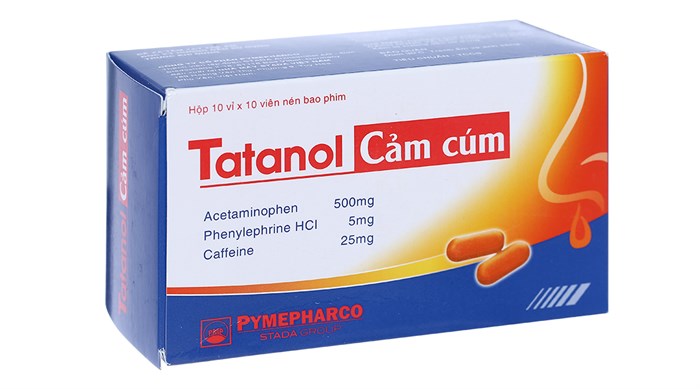 Hộp 10 vỉ x 10 viên nén bao phim
Tatanol Cảm cúm
Acetaminophen 500mg
Phenylephrine HCl 5mg
Caffeine 25mg
PYMEPHARCO
STADA GROUP
Tatanol Cảm cúm